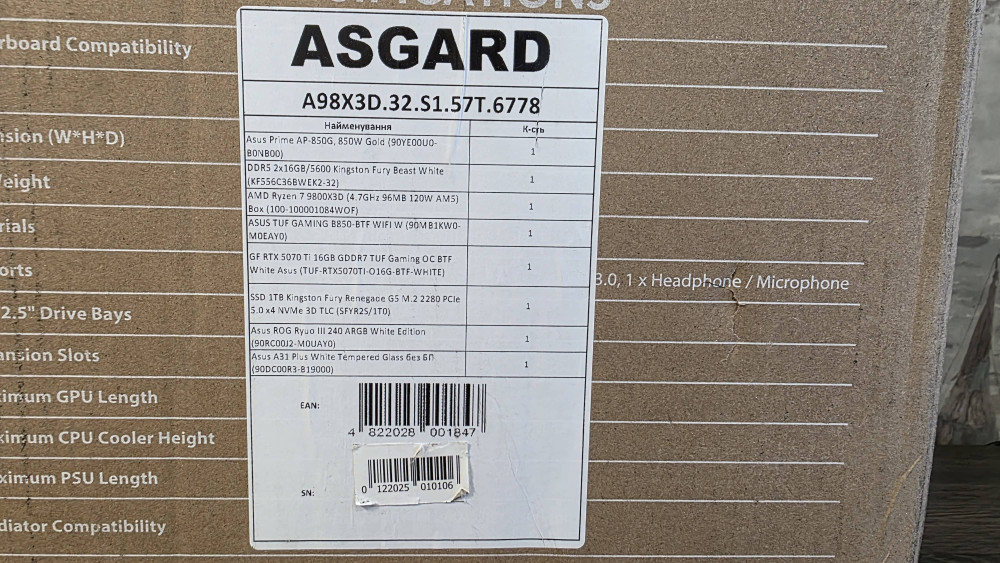 SPECIFICATIONS
rboard Compatibility
nsion (W*H*D)
eight
rials
orts
3.0, 1 x Headphone / Microphone
2.5" Drive Bays
ansion Slots
imum GPU Length
ximum CPU Cooler Height
ximum PSU Length
diator Compatibility
ASGARD
A98X3D.32.S1.57T.6778
Найменування К-сть
Asus Prime AP-850G, 850W Gold (90YE00U0-
B0NB00) 1
DDR5 2x16GB/5600 Kingston Fury Beast White
(KF556C36BWEK2-32) 1
AMD Ryzen 7 9800X3D (4.7GHz 96MB 120W AM5)
Box (100-100001084WOF) 1
ASUS TUF GAMING B850-BTF WIFI W (90MB1KW0-
M0EAY0) 1
GF RTX 5070 Ti 16GB GDDR7 TUF Gaming OC BTF
White Asus (TUF-RTX5070TI-O16G-BTF-WHITE) 1
SSD 1TB Kingston Fury Renegade G5 M.2 2280 PCIe
5.0 x4 NVMe 3D TLC (SFYR2S/1T0) 1
Asus ROG Ryuo III 240 ARGB White Edition
(90RC00J2-M0UAY0) 1
Asus A31 Plus White Tempered Glass без БП
(90DC00R3-B19000) 1
EAN:
4 822028 001847
SN:
0 122025 010106